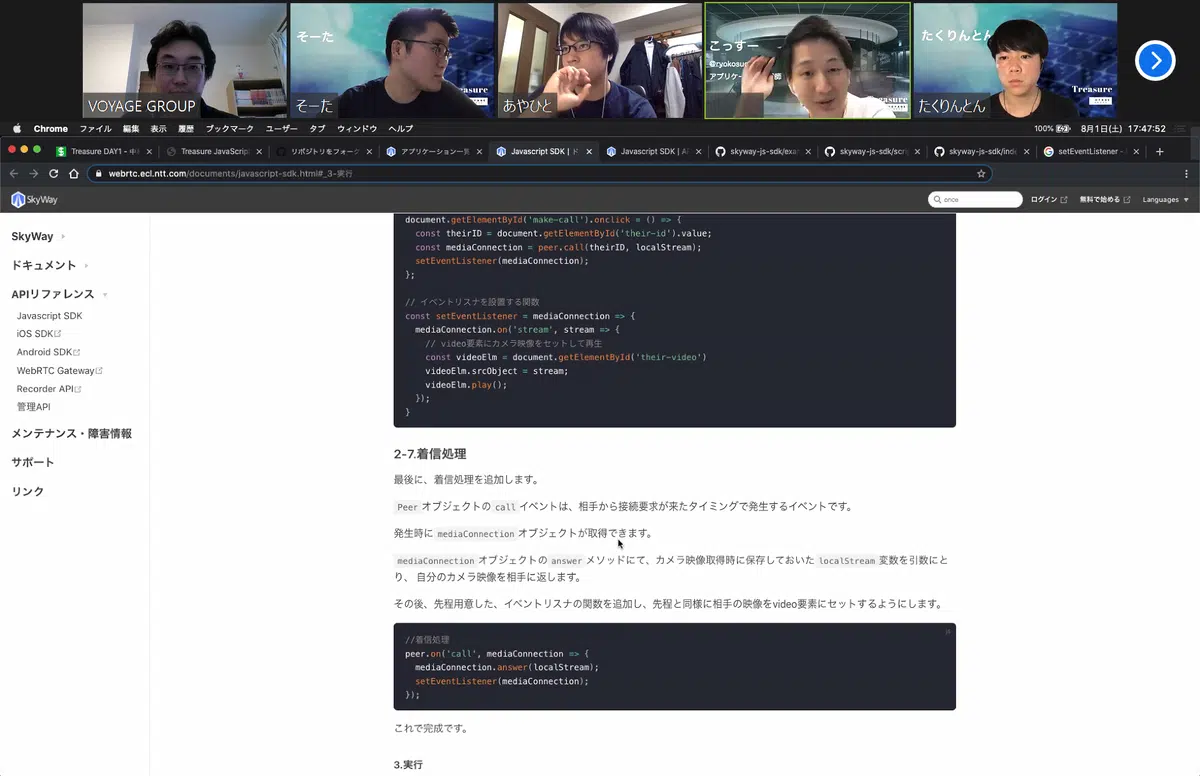 そーた
こっすー
@ryokosu
アプリケー
たくりんとん
VOYAGE GROUP
そーた
あやひと
たくりんとん
Treasure
Chrome ファイル 編集 表示 履歴 ブックマーク ユーザー タブ ウィンドウ ヘルプ
100% 8月1日(土) 17:47:52
Treasure DAY1 -
Treasure JavaScrip
リポジトリをフォーク
アプリケーション一
Javascript SDK |
Javascript SDK | A
skyway-js-sdk/exa
skyway-js-sdk/scri
skyway-js-sdk/inde
setEventListener -
webrtc.ecl.ntt.com/documents/javascript-sdk.html#_3-実行
SkyWay
once
ログイン
無料で始める
Languages
SkyWay
ドキュメント
APIリファレンス
Javascript SDK
iOS SDK
Android SDK
WebRTC Gateway
Recorder API
管理API
メンテナンス・障害情報
サポート
リンク
document.getElementById('make-call').onclick = () => {
const theirID = document.getElementById('their-id').value;
const mediaConnection = peer.call(theirID, localStream);
setEventListener(mediaConnection);
};
// イベントリスナを設置する関数
const setEventListener = mediaConnection => {
mediaConnection.on('stream', stream => {
// video要素にカメラ映像をセットして再生
const videoElm = document.getElementById('their-video')
videoElm.srcObject = stream;
videoElm.play();
});
}
2-7.着信処理
最後に、着信処理を追加します。
Peer オブジェクトの call イベントは、相手から接続要求が来たタイミングで発生するイベントです。
発生時に mediaConnection オブジェクトが取得できます。
mediaConnection オブジェクトの answer メソッドにて、カメラ映像取得時に保存しておいた localStream 変数を引数にと
り、 自分のカメラ映像を相手に返します。
その後、先程用意した、イベントリスナの関数を追加し、先程と同様に相手の映像をvideo要素にセットするようにします。
//着信処理
peer.on('call', mediaConnection => {
mediaConnection.answer(localStream);
setEventListener(mediaConnection);
});
これで完成です。
3.実行